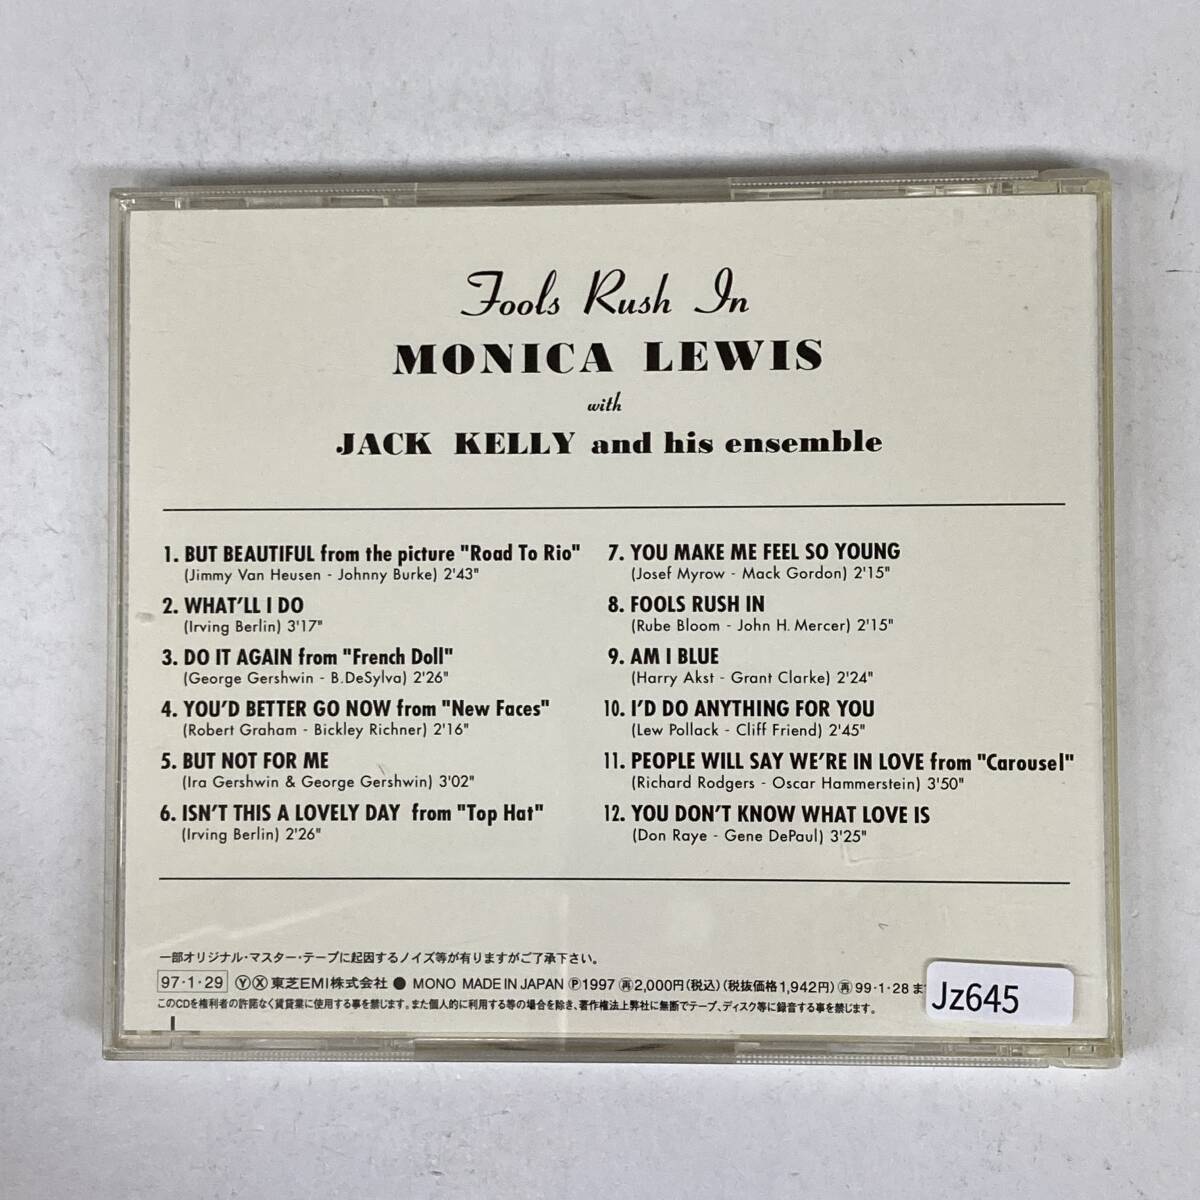 Fools Rush In
MONICA LEWIS
with
JACK KELLY and his ensemble
1. BUT BEAUTIFUL from the picture "Road To Rio"
(Jimmy Van Heusen - Johnny Burke) 2'43"
2. WHAT'LL I DO
(Irving Berlin) 3'17"
3. DO IT AGAIN from "French Doll"
(George Gershwin - B.DeSylva) 2'26"
4. YOU'D BETTER GO NOW from "New Faces"
(Robert Graham - Bickley Richner) 2'16"
5. BUT NOT FOR ME
(Ira Gershwin & George Gershwin) 3'02"
6. ISN'T THIS A LOVELY DAY from "Top Hat"
(Irving Berlin) 2'26"
7. YOU MAKE ME FEEL SO YOUNG
(Josef Myrow - Mack Gordon) 2'15"
8. FOOLS RUSH IN
(Rube Bloom - John H. Mercer) 2'15"
9. AM I BLUE
(Harry Akst - Grant Clarke) 2'24"
10. I'D DO ANYTHING FOR YOU
(Lew Pollack - Cliff Friend) 2'45"
11. PEOPLE WILL SAY WE'RE IN LOVE from "Carousel"
(Richard Rodgers - Oscar Hammerstein) 3'50"
12. YOU DON'T KNOW WHAT LOVE IS
(Don Raye - Gene DePaul) 3'25"
一部オリジナル・マスター・テープに起因するノイズ等が有りますがご了承下さい。
97・1・29 Ⓨ Ⓧ 東芝EMI株式会社 ● MONO MADE IN JAPAN Ⓟ1997 ㊞2,000円(税込)(税抜価格1,942円) 99・1・28 ま
このCDを権利者の許諾なく賃貸業に使用する事を禁じます。また個人的に利用する等の場合を除き、著作権法上弊社に無断でテープ、ディスク等に録音する事を禁じます。
Jz645